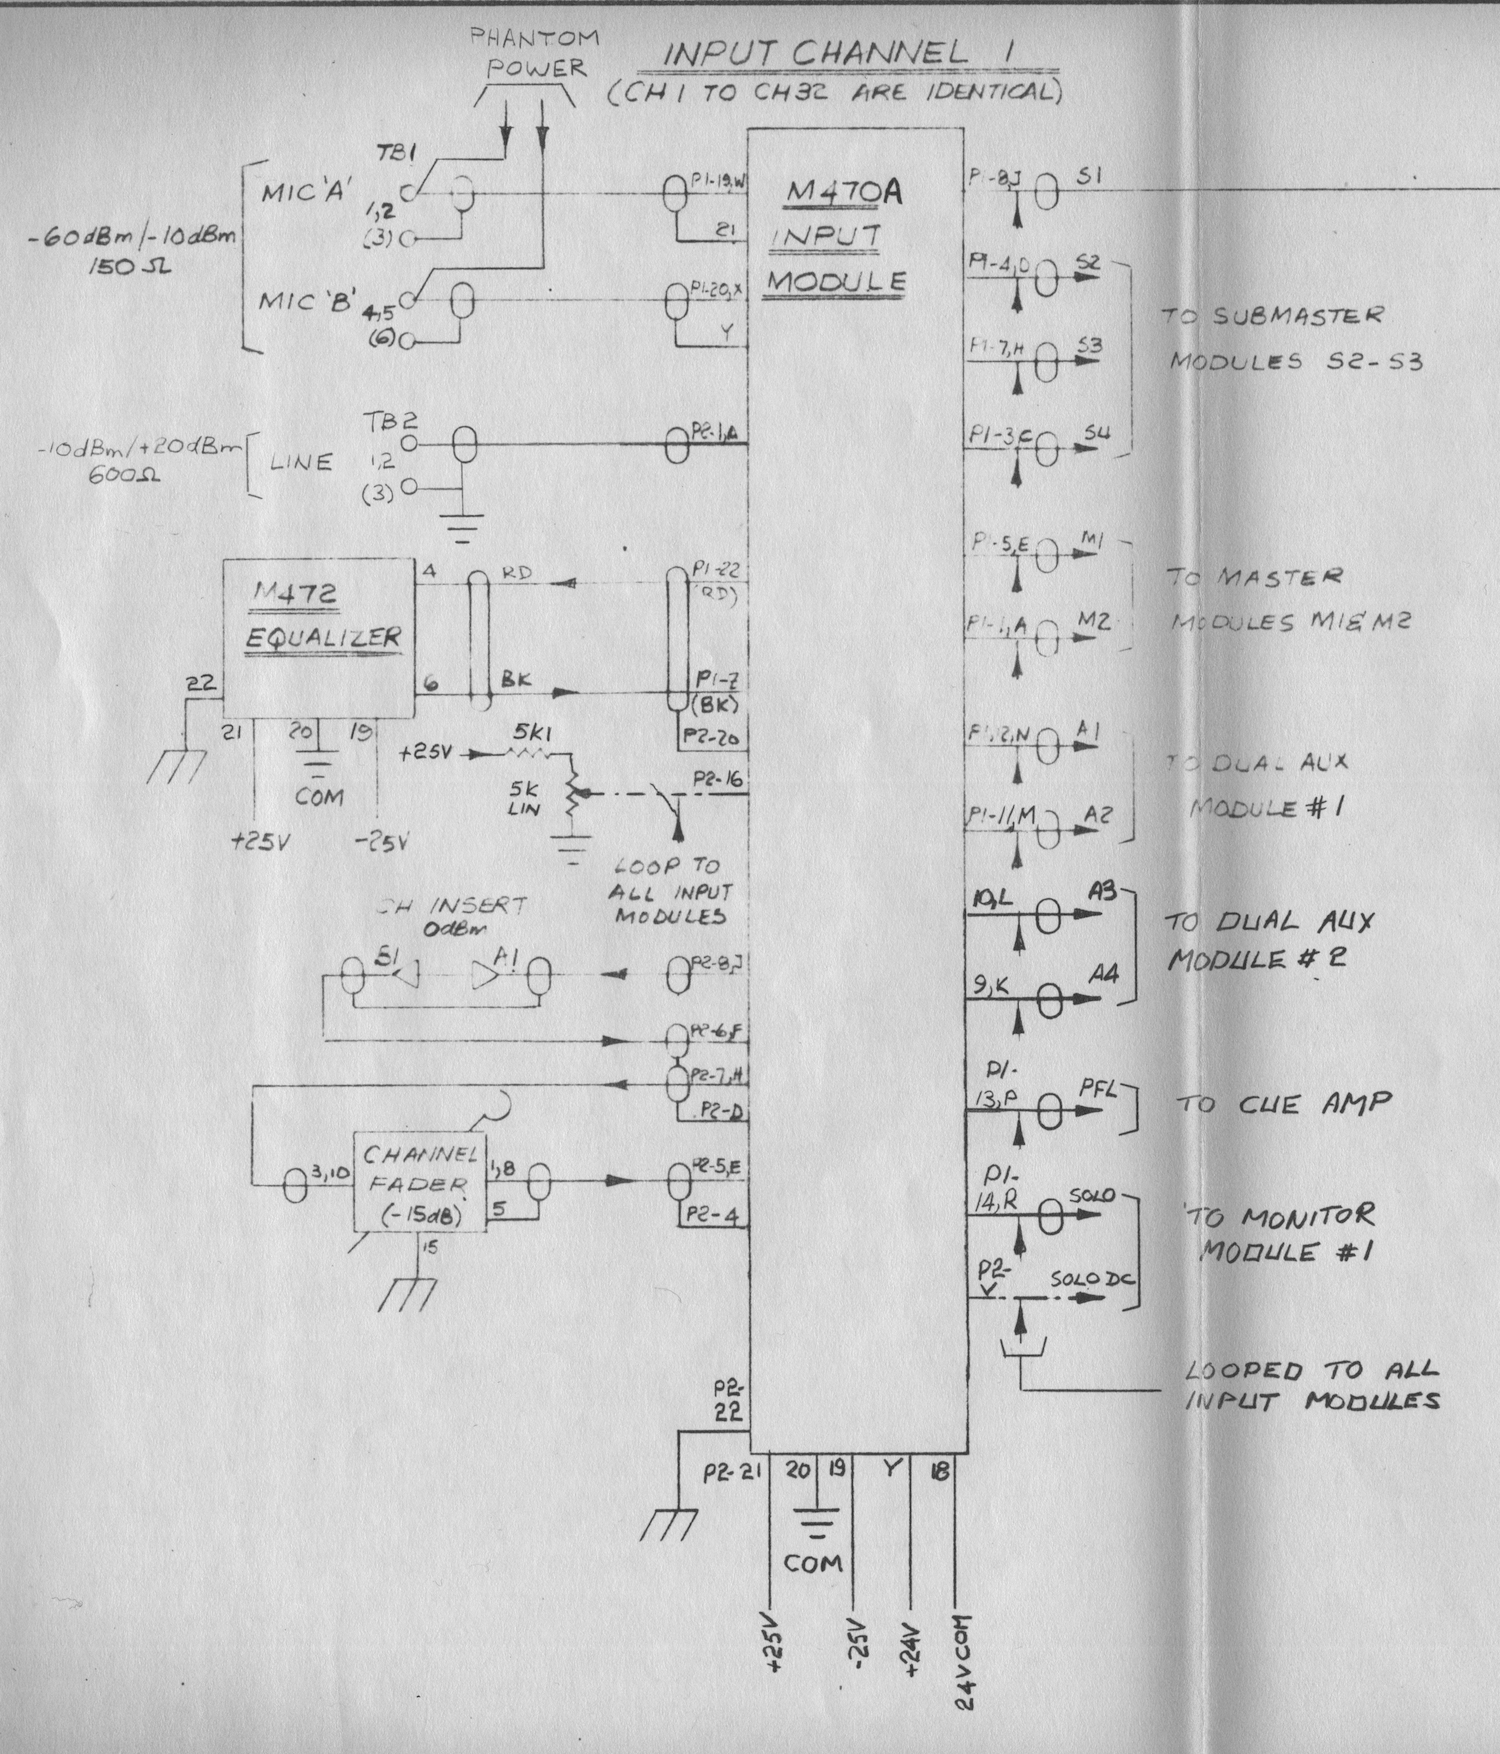 PHANTOM
POWER
INPUT CHANNEL 1
(CH1 TO CH32 ARE IDENTICAL)
TB1
MIC 'A'
1,2
(3)
-60dBm/-10dBm
150Ω
MIC 'B'
4,5
(6)
P1-19,W
21
P1-20,X
Y
M470A
INPUT
MODULE
P1-8,J
S1
P1-4,D
S2
P1-7,H
S3
P1-3,C
S4
TO SUBMASTER
MODULES S2-S3
TB2
-10dBm/+20dBm
600Ω
LINE
1,2
(3)
P2-1,A
P1-5,E
M1
P1-1,A
M2
TO MASTER
MODULES M1&M2
M472
EQUALIZER
4
RD
P1-22
(RD)
6
BK
P1-Z
(BK)
P2-20
22
21
20
19
COM
+25V
-25V
+25V
5K1
5K
LIN
P2-16
LOOP TO
ALL INPUT
MODULES
P1-12,N
A1
P1-11,M
A2
TO DUAL AUX
MODULE #1
10,L
A3
9,K
A4
TO DUAL AUX
MODULE #2
CH INSERT
0dBm
S1
A1
P2-8,J
P2-6,F
P2-7,H
P2-D
CHANNEL
FADER
(-15dB)
3,10
1,8
5
15
P2-5,E
P2-4
P1-
13,P
PFL
TO CUE AMP
P1-
14,R
SOLO
P2-
V
SOLO DC
TO MONITOR
MODULE #1
LOOPED TO ALL
INPUT MODULES
P2-
22
P2-21
20
19
Y
18
COM
+25V
-25V
+24V
24VCOM